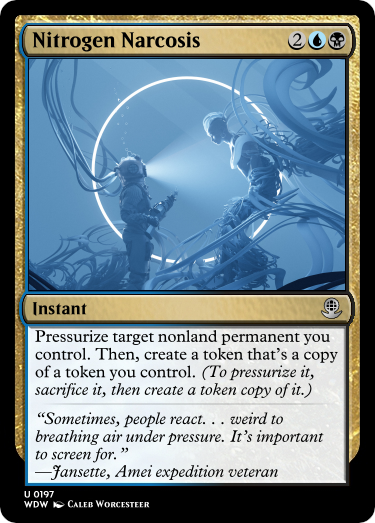 Nitrogen Narcosis 2
Instant
Pressurize target nonland permanent you
control. Then, create a token that's a copy
of a token you control. (To pressurize it,
sacrifice it, then create a token copy of it.)
“Sometimes, people react. . . weird to
breathing air under pressure. It's important
to screen for.”
—Jansette, Amei expedition veteran
U 0197
WDW Caleb Worcesteer